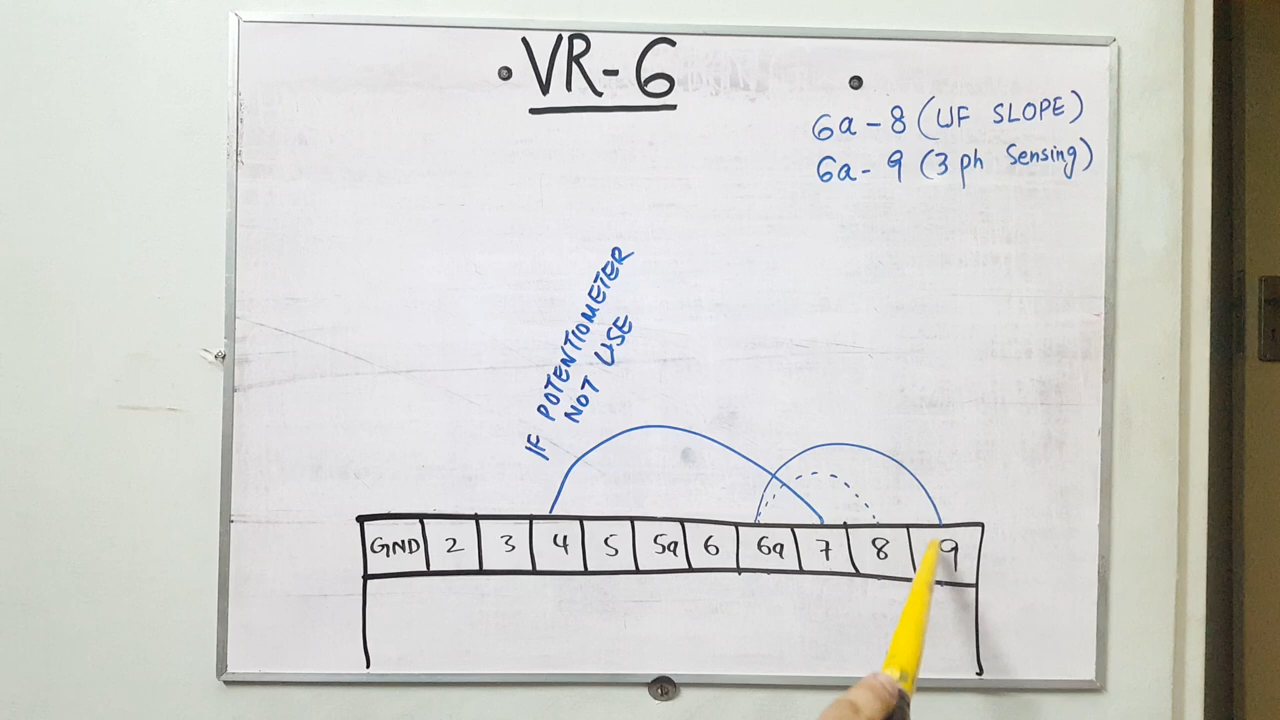 VR-6
6a-8 (UF SLOPE)
6a-9 (3 ph Sensing)
IF POTENTIOMETER
NOT USE
GND 2 3 4 5 5a 6 6a 7 8 9